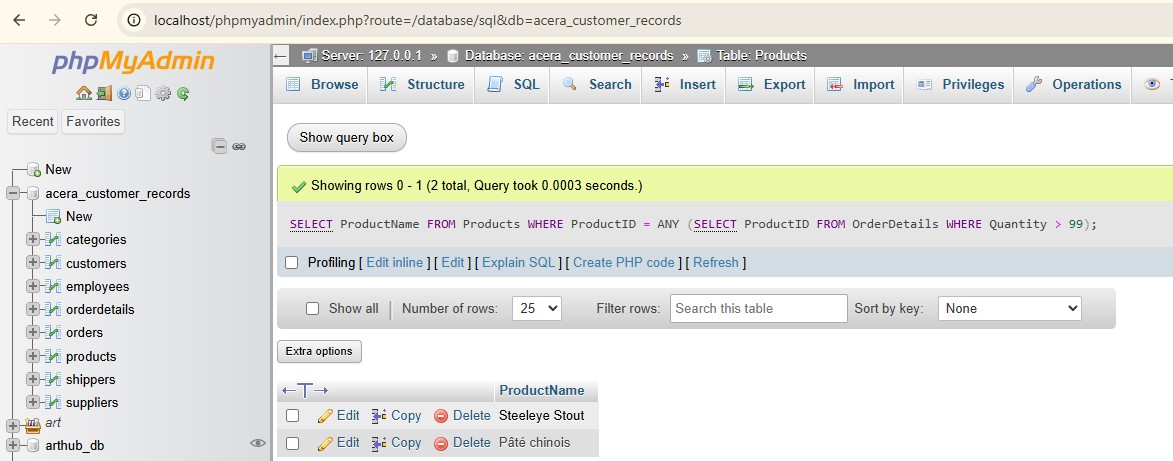 localhost/phpmyadmin/index.php?route=/database/sql&db=acera_customer_records
phpMyAdmin
Recent Favorites
New
acera_customer_records
New
categories
customers
employees
orderdetails
orders
products
shippers
suppliers
art
arthub_db
Server: 127.0.0.1 » Database: acera_customer_records » Table: Products
Browse Structure SQL Search Insert Export Import Privileges Operations
Show query box
Showing rows 0 - 1 (2 total, Query took 0.0003 seconds.)
SELECT ProductName FROM Products WHERE ProductID = ANY (SELECT ProductID FROM OrderDetails WHERE Quantity > 99);
Profiling [ Edit inline ] [ Edit ] [ Explain SQL ] [ Create PHP code ] [ Refresh ]
Show all Number of rows: 25 Filter rows: Search this table Sort by key: None
Extra options
←T→ ProductName
Edit Copy Delete Steeleye Stout
Edit Copy Delete Pâté chinois